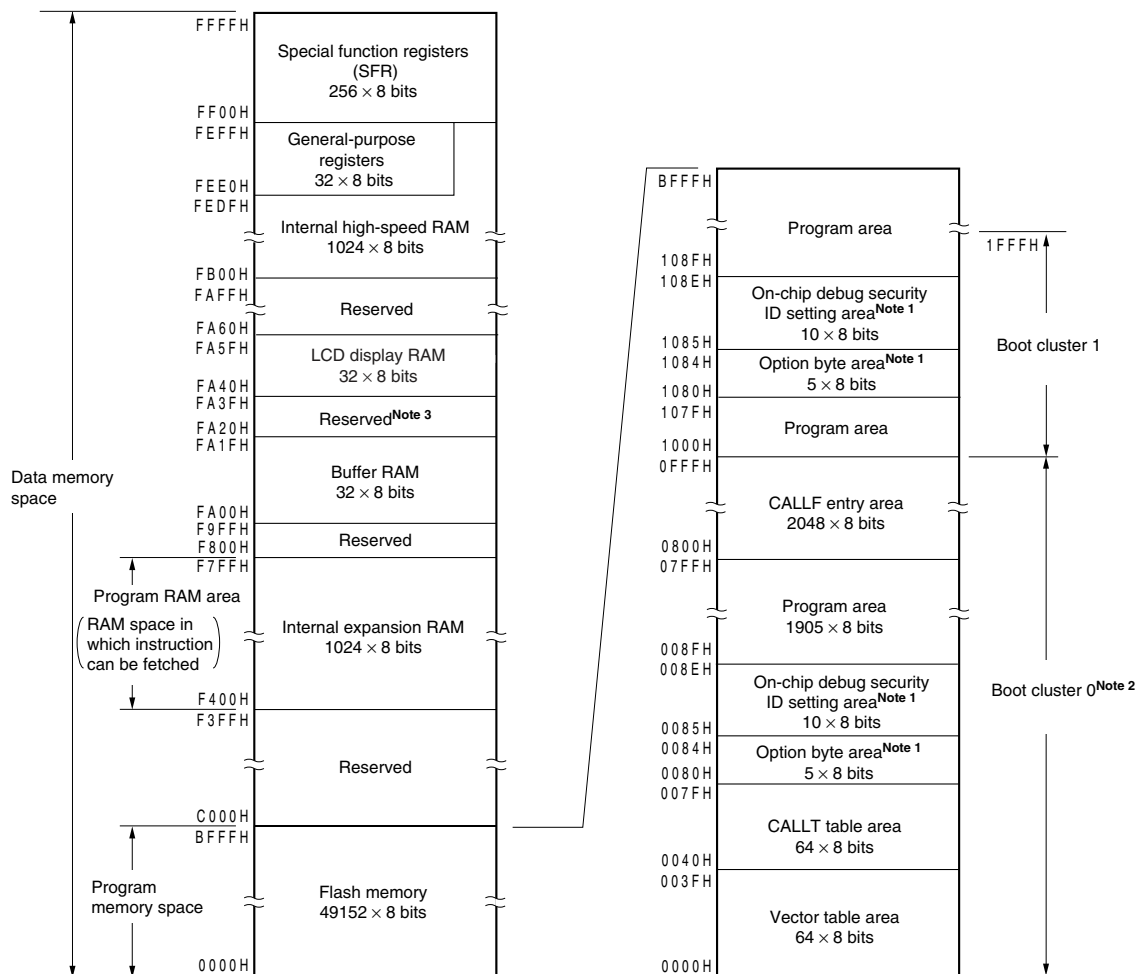 FFFFH
Special function registers
(SFR)
256 × 8 bits
FF00H
FEFFH
General-purpose
registers
32 × 8 bits
FEE0H
FEDFH
Internal high-speed RAM
1024 × 8 bits
FB00H
FAFFH
Reserved
FA60H
FA5FH
LCD display RAM
32 × 8 bits
FA40H
FA3FH
Reserved Note 3
FA20H
FA1FH
Buffer RAM
32 × 8 bits
FA00H
F9FFH
Reserved
F800H
F7FFH
Internal expansion RAM
1024 × 8 bits
F400H
F3FFH
Reserved
C000H
BFFFH
Flash memory
49152 × 8 bits
0000H
Data memory
space
Program RAM area
(RAM space in
which instruction
can be fetched)
Program
memory space
BFFFH
Program area
1FFFH
108FH
108EH
On-chip debug security
ID setting area Note 1
10 × 8 bits
1085H
1084H
Option byte area Note 1
5 × 8 bits
1080H
107FH
Program area
1000H
0FFFH
CALLF entry area
2048 × 8 bits
0800H
07FFH
Program area
1905 × 8 bits
008FH
008EH
On-chip debug security
ID setting area Note 1
10 × 8 bits
0085H
0084H
Option byte area Note 1
5 × 8 bits
0080H
007FH
CALLT table area
64 × 8 bits
0040H
003FH
Vector table area
64 × 8 bits
0000H
Boot cluster 1
Boot cluster 0 Note 2